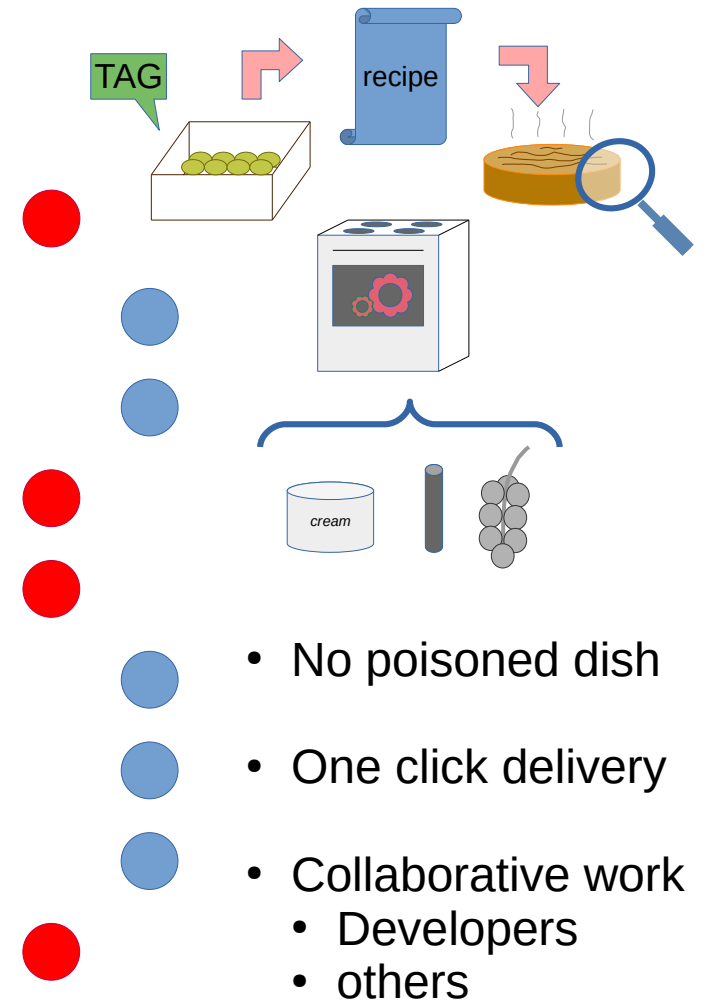 TAG
recipe
cream
• No poisoned dish
• One click delivery
• Collaborative work
• Developers
• others